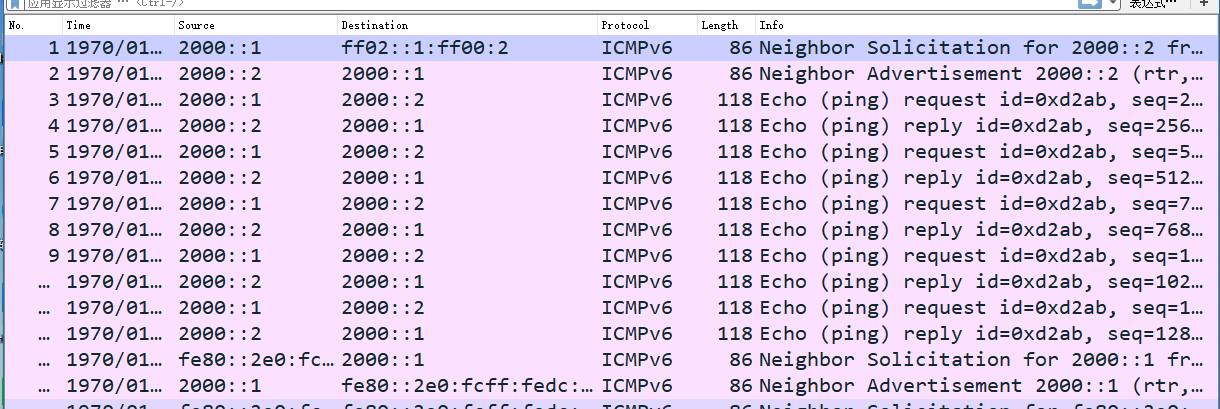 应用显示过滤器 … <Ctrl-/> 表达式… +
No. Time Source Destination Protocol Length Info
1 1970/01… 2000::1 ff02::1:ff00:2 ICMPv6 86 Neighbor Solicitation for 2000::2 fr…
2 1970/01… 2000::2 2000::1 ICMPv6 86 Neighbor Advertisement 2000::2 (rtr,…
3 1970/01… 2000::1 2000::2 ICMPv6 118 Echo (ping) request id=0xd2ab, seq=2…
4 1970/01… 2000::2 2000::1 ICMPv6 118 Echo (ping) reply id=0xd2ab, seq=256…
5 1970/01… 2000::1 2000::2 ICMPv6 118 Echo (ping) request id=0xd2ab, seq=5…
6 1970/01… 2000::2 2000::1 ICMPv6 118 Echo (ping) reply id=0xd2ab, seq=512…
7 1970/01… 2000::1 2000::2 ICMPv6 118 Echo (ping) request id=0xd2ab, seq=7…
8 1970/01… 2000::2 2000::1 ICMPv6 118 Echo (ping) reply id=0xd2ab, seq=768…
9 1970/01… 2000::1 2000::2 ICMPv6 118 Echo (ping) request id=0xd2ab, seq=1…
… 1970/01… 2000::2 2000::1 ICMPv6 118 Echo (ping) reply id=0xd2ab, seq=102…
… 1970/01… 2000::1 2000::2 ICMPv6 118 Echo (ping) request id=0xd2ab, seq=1…
… 1970/01… 2000::2 2000::1 ICMPv6 118 Echo (ping) reply id=0xd2ab, seq=128…
… 1970/01… fe80::2e0:fc… 2000::1 ICMPv6 86 Neighbor Solicitation for 2000::1 fr…
… 1970/01… 2000::1 fe80::2e0:fcff:fedc:… ICMPv6 86 Neighbor Advertisement 2000::1 (rtr,…